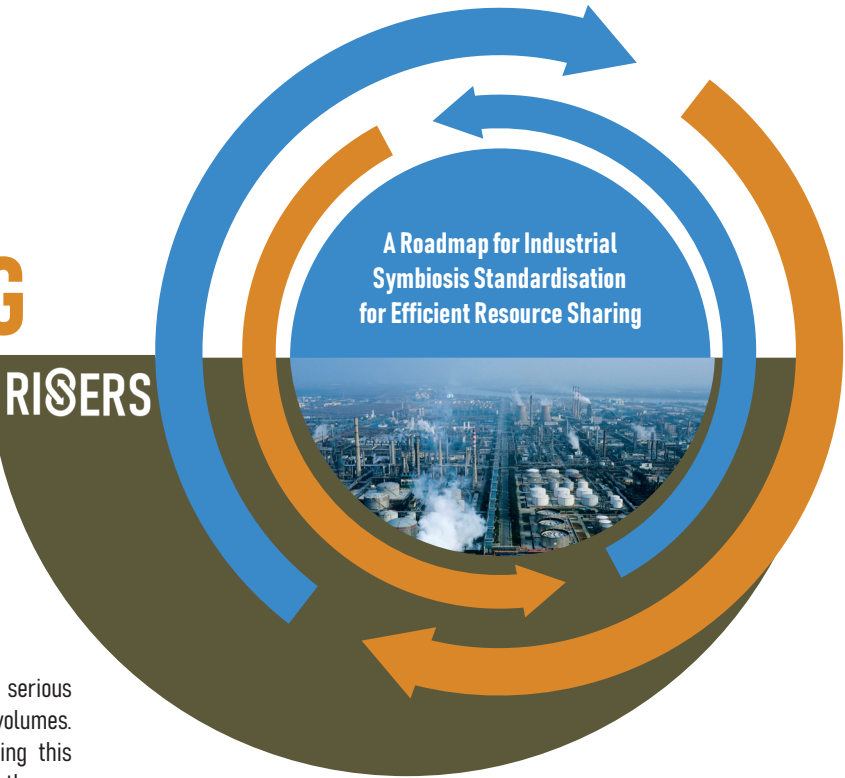 A Roadmap for Industrial
Symbiosis Standardisation
for Efficient Resource Sharing
G
RISERS
serious
volumes.
ing this